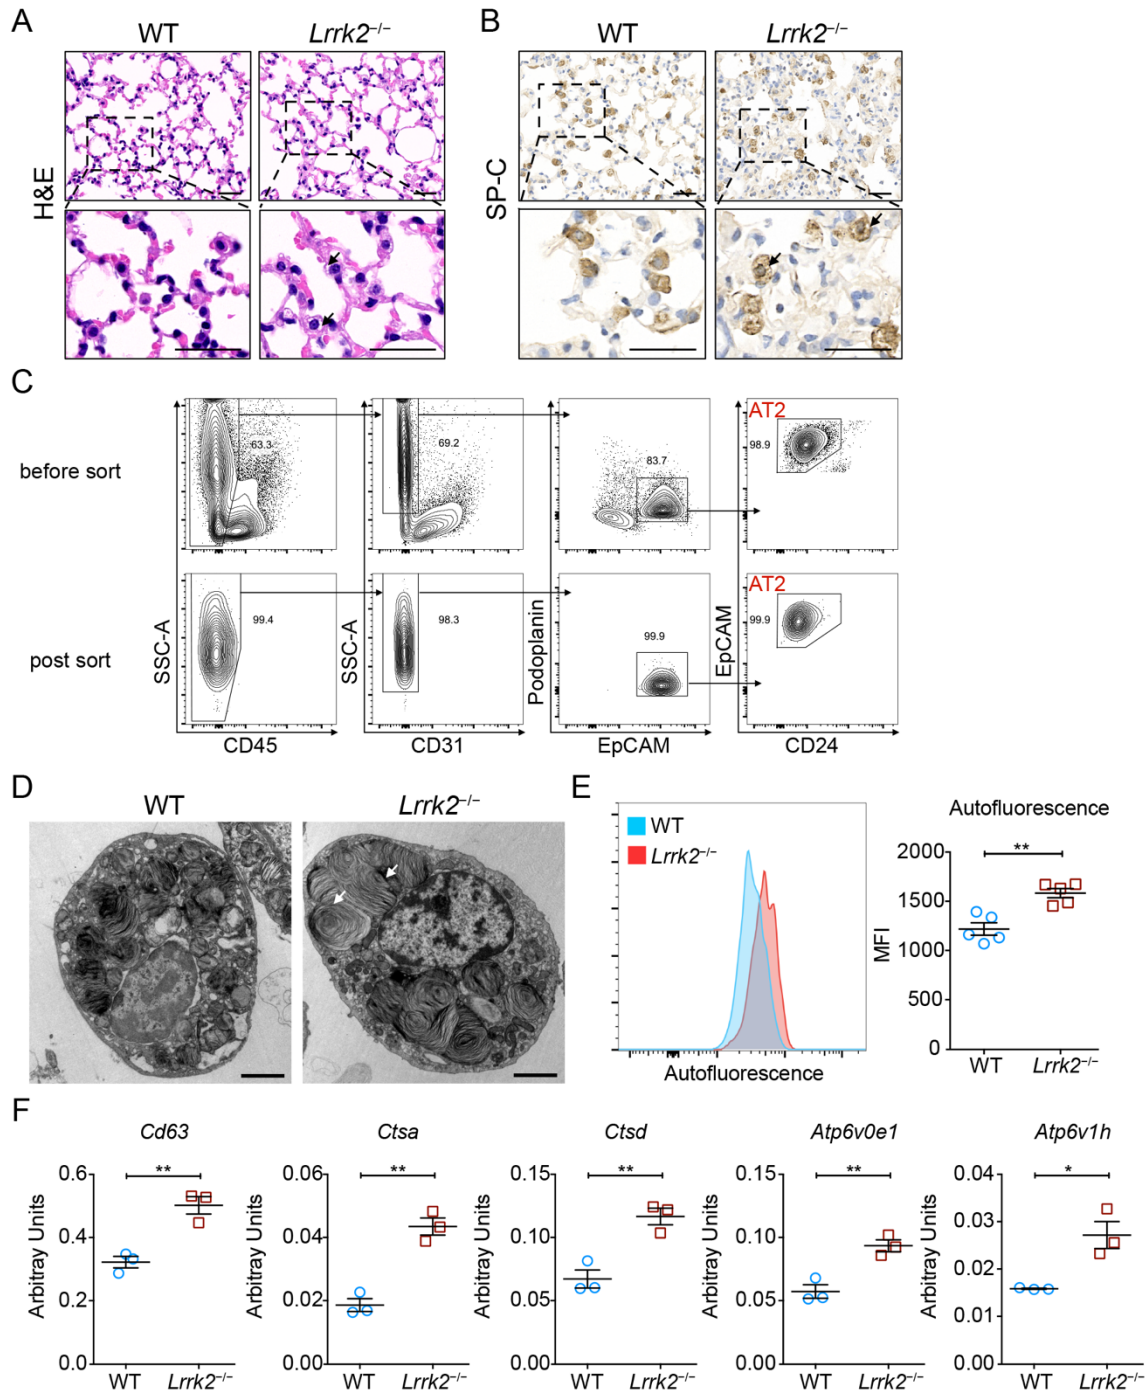 A
WT
Lrrk2⁻/⁻
H&E
B
WT
Lrrk2⁻/⁻
SP-C
C
before sort
63.3
69.2
83.7
AT2
98.9
post sort
99.4
98.3
99.9
AT2
99.9
SSC-A
SSC-A
Podoplanin
EpCAM
CD45
CD31
EpCAM
CD24
D
WT
Lrrk2⁻/⁻
E
WT
Lrrk2⁻/⁻
Autofluorescence
Autofluorescence
**
2000
1500
1000
500
0
MFI
WT
Lrrk2⁻/⁻
F
Cd63
**
0.6
0.4
0.2
0.0
Arbitray Units
WT
Lrrk2⁻/⁻
Ctsa
**
0.06
0.04
0.02
0.00
Arbitray Units
WT
Lrrk2⁻/⁻
Ctsd
**
0.15
0.10
0.05
0.00
Arbitray Units
WT
Lrrk2⁻/⁻
Atp6v0e1
**
0.15
0.10
0.05
0.00
Arbitray Units
WT
Lrrk2⁻/⁻
Atp6v1h
*
0.04
0.03
0.02
0.01
0.00
Arbitray Units
WT
Lrrk2⁻/⁻